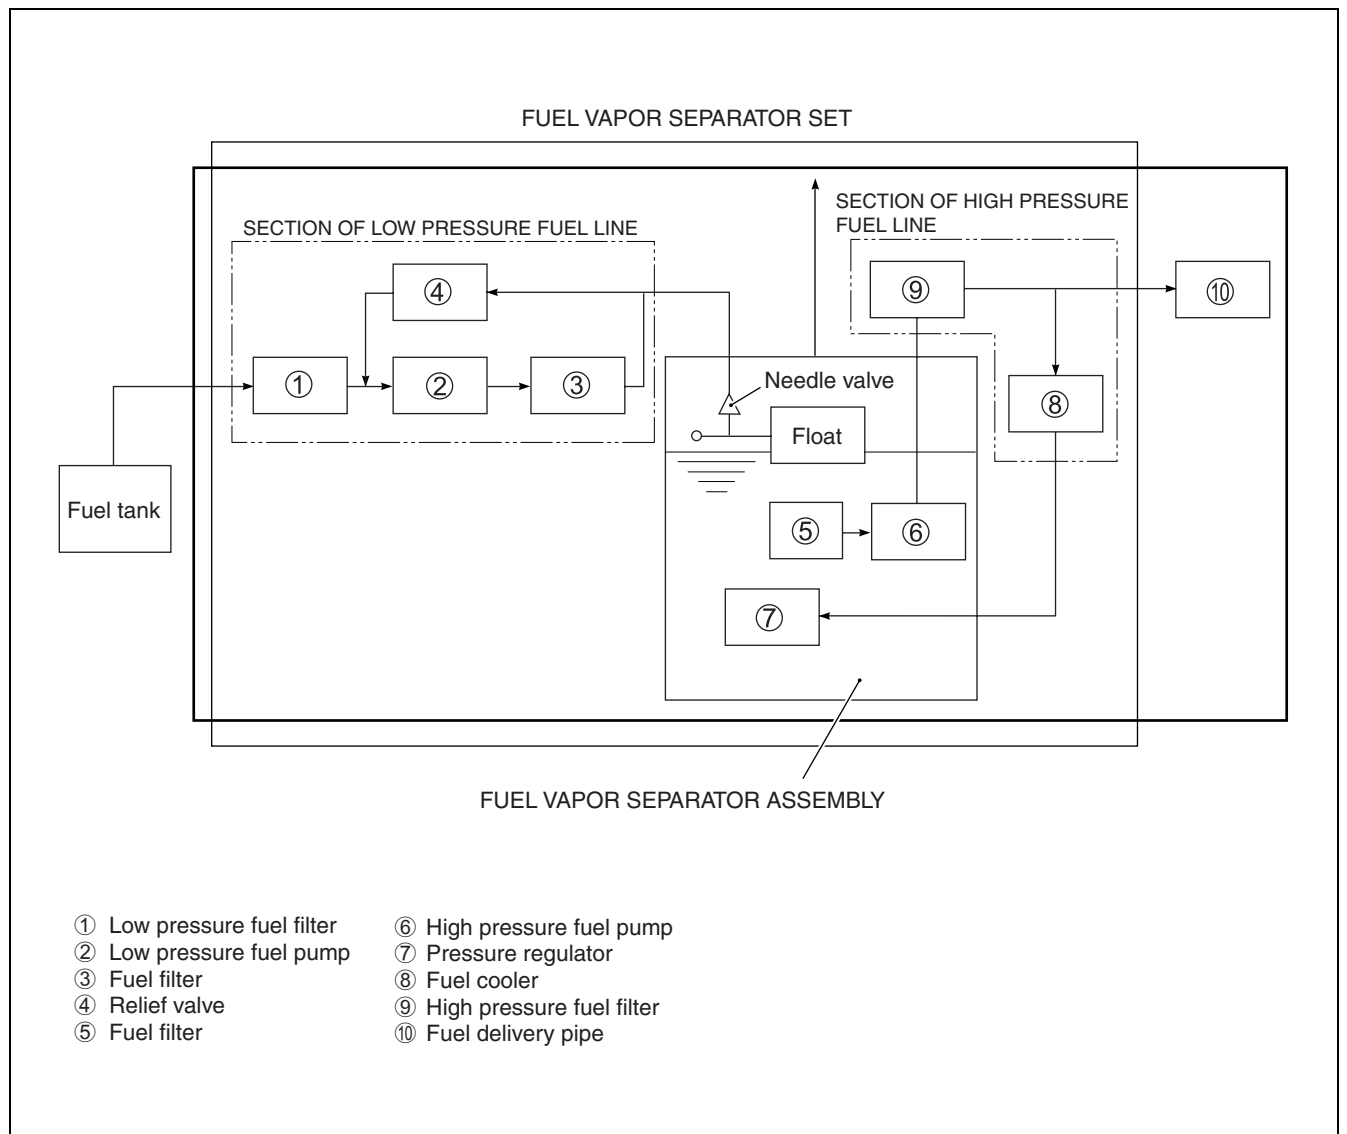 FUEL VAPOR SEPARATOR SET
SECTION OF LOW PRESSURE FUEL LINE
SECTION OF HIGH PRESSURE
FUEL LINE
④
⑨
⑩
①
②
③
Needle valve
Float
⑧
Fuel tank
⑤
⑥
⑦
FUEL VAPOR SEPARATOR ASSEMBLY
① Low pressure fuel filter
② Low pressure fuel pump
③ Fuel filter
④ Relief valve
⑤ Fuel filter
⑥ High pressure fuel pump
⑦ Pressure regulator
⑧ Fuel cooler
⑨ High pressure fuel filter
⑩ Fuel delivery pipe